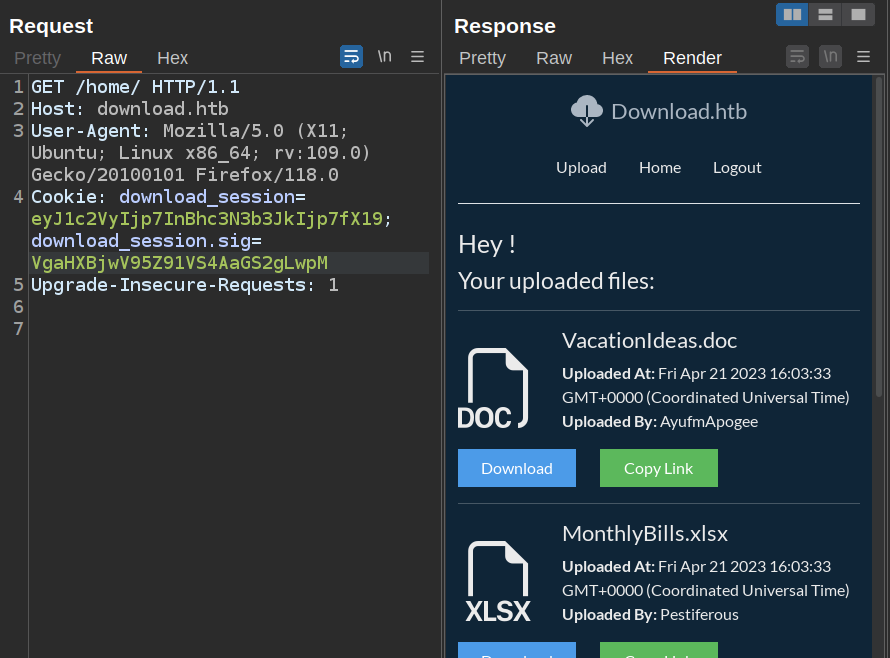 Request
Pretty Raw Hex \n
1 GET /home/ HTTP/1.1
2 Host: download.htb
3 User-Agent: Mozilla/5.0 (X11;
Ubuntu; Linux x86_64; rv:109.0)
Gecko/20100101 Firefox/118.0
4 Cookie: download_session=
eyJ1c2VyIjp7InBhc3N3b3JkIjp7fX19;
download_session.sig=
VgaHXBjwV95Z91VS4AaGS2gLwpM
5 Upgrade-Insecure-Requests: 1
6
7
Response
Pretty Raw Hex Render \n
Download.htb
Upload Home Logout
Hey !
Your uploaded files:
VacationIdeas.doc
Uploaded At: Fri Apr 21 2023 16:03:33
GMT+0000 (Coordinated Universal Time)
Uploaded By: AyufmApogee
DOC
Download Copy Link
MonthlyBills.xlsx
Uploaded At: Fri Apr 21 2023 16:03:33
GMT+0000 (Coordinated Universal Time)
Uploaded By: Pestiferous
XLSX
Download Copy Link